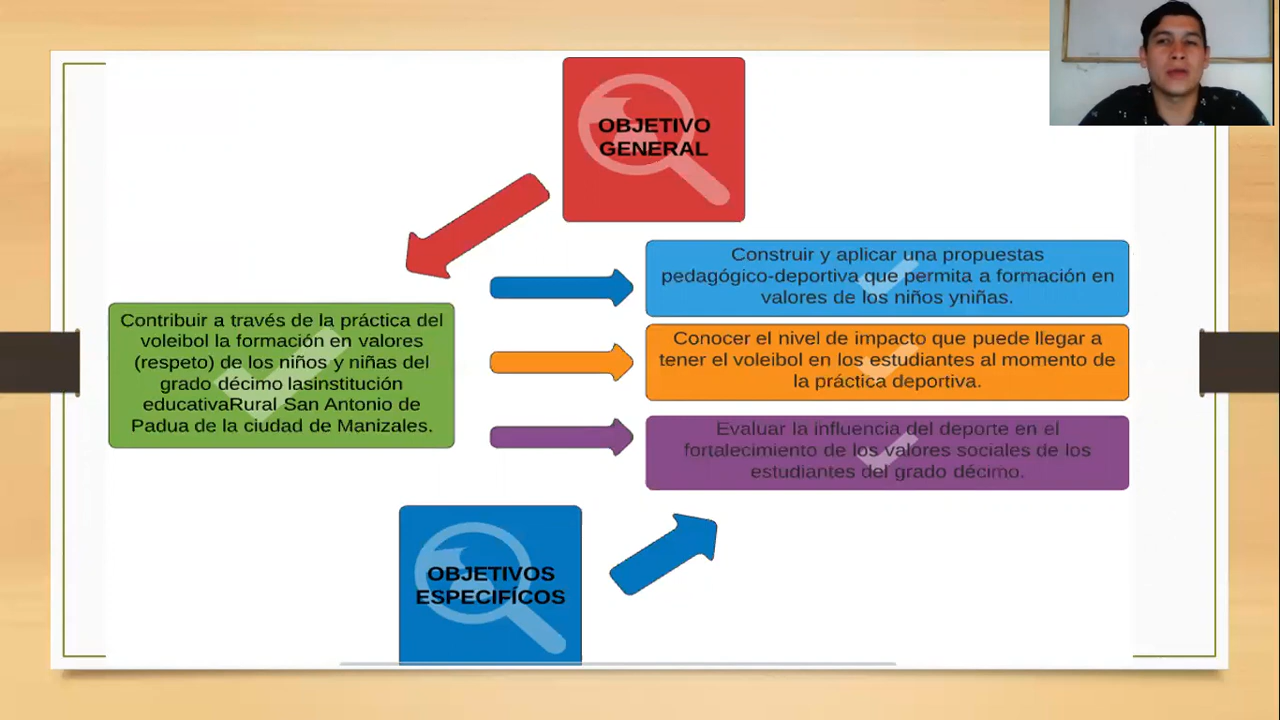 OBJETIVO
GENERAL
Contribuir a través de la práctica del
voleibol la formación en valores
(respeto) de los niños y niñas del
grado décimo lasinstitución
educativaRural San Antonio de
Padua de la ciudad de Manizales.
Construir y aplicar una propuestas
pedagógico-deportiva que permita a formación en
valores de los niños yniñas.
Conocer el nivel de impacto que puede llegar a
tener el voleibol en los estudiantes al momento de
la práctica deportiva.
Evaluar la influencia del deporte en el
fortalecimiento de los valores sociales de los
estudiantes del grado décimo.
OBJETIVOS
ESPECIFÍCOS